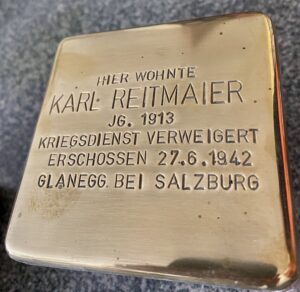 HIER WOHNTE
KARL REITMAIER
JG. 1913
KRIEGSDIENST VERWEIGERT
ERSCHOSSEN 27.6.1942
GLANEGG BEI SALZBURG